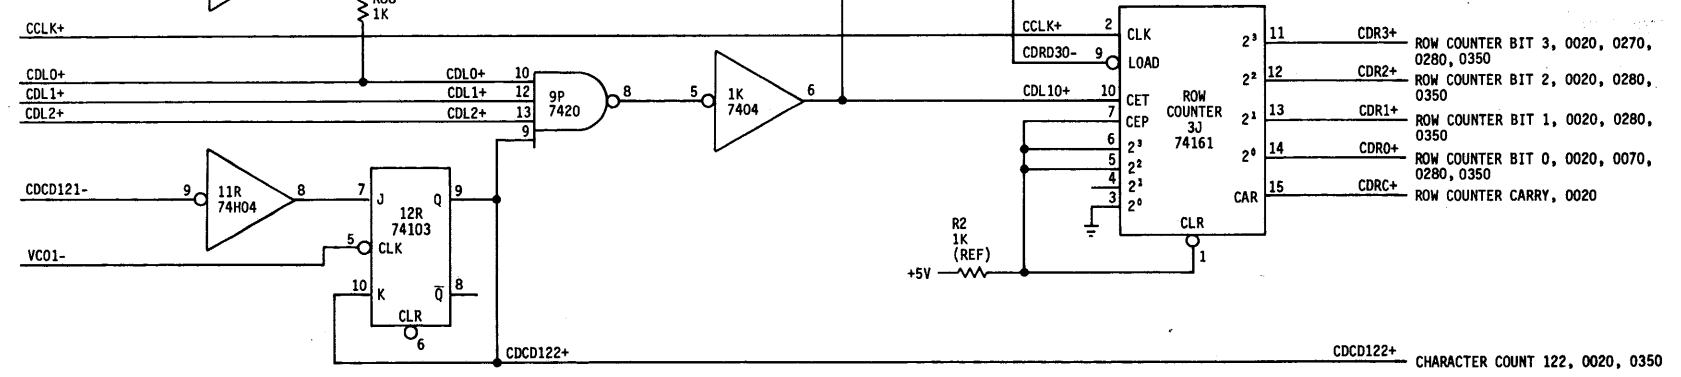 1K
CCLK+
CCLK+
2
CLK
CDRD30-
9
LOAD
2³
11
CDR3+
ROW COUNTER BIT 3, 0020, 0270,
0280, 0350
CDL0+
CDL0+
10
CDL1+
CDL1+
12
CDL2+
CDL2+
13
9
9P
7420
8
5
1K
7404
6
CDL10+
10
CET
7
CEP
6
2³
5
2²
4
2¹
3
2⁰
ROW
COUNTER
3J
74161
2²
12
CDR2+
ROW COUNTER BIT 2, 0020, 0280,
0350
2¹
13
CDR1+
ROW COUNTER BIT 1, 0020, 0280,
0350
2⁰
14
CDR0+
ROW COUNTER BIT 0, 0020, 0070,
0280, 0350
CAR
15
CDRC+
ROW COUNTER CARRY, 0020
CLR
1
CDCD121-
9
11R
74H04
8
7
J
Q
9
12R
74103
5
CLK
VCO1-
10
K
Q̅
8
CLR
6
R2
1K
(REF)
+5V
CDCD122+
CDCD122+
CHARACTER COUNT 122, 0020, 0350